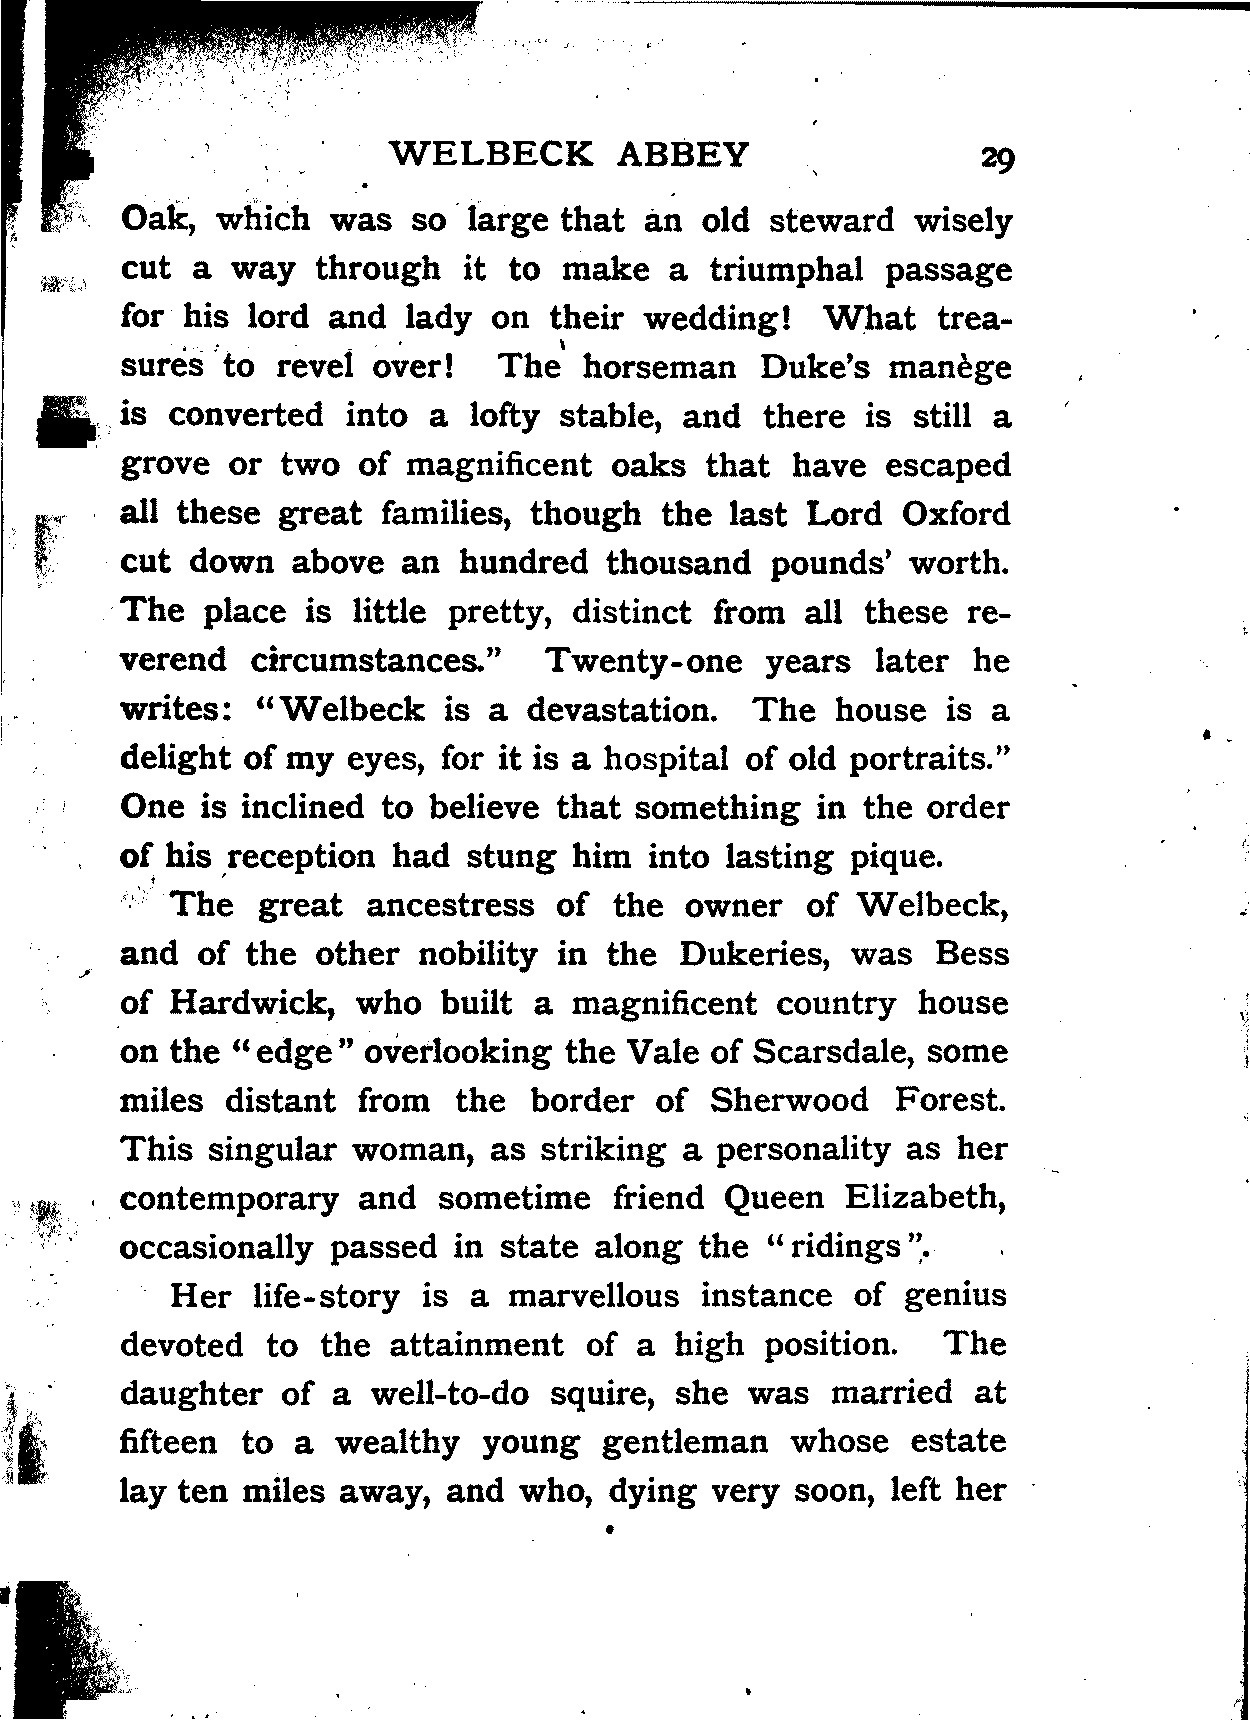 WELBECK ABBEY 29
Oak, which was so large that an old steward wisely
cut a way through it to make a triumphal passage
for his lord and lady on their wedding! What trea-
sures to revel over! The horseman Duke's manège
is converted into a lofty stable, and there is still a
grove or two of magnificent oaks that have escaped
all these great families, though the last Lord Oxford
cut down above an hundred thousand pounds' worth.
The place is little pretty, distinct from all these re-
verend circumstances." Twenty-one years later he
writes: "Welbeck is a devastation. The house is a
delight of my eyes, for it is a hospital of old portraits."
One is inclined to believe that something in the order
of his reception had stung him into lasting pique.
The great ancestress of the owner of Welbeck,
and of the other nobility in the Dukeries, was Bess
of Hardwick, who built a magnificent country house
on the "edge" overlooking the Vale of Scarsdale, some
miles distant from the border of Sherwood Forest.
This singular woman, as striking a personality as her
contemporary and sometime friend Queen Elizabeth,
occasionally passed in state along the "ridings".
Her life-story is a marvellous instance of genius
devoted to the attainment of a high position. The
daughter of a well-to-do squire, she was married at
fifteen to a wealthy young gentleman whose estate
lay ten miles away, and who, dying very soon, left her